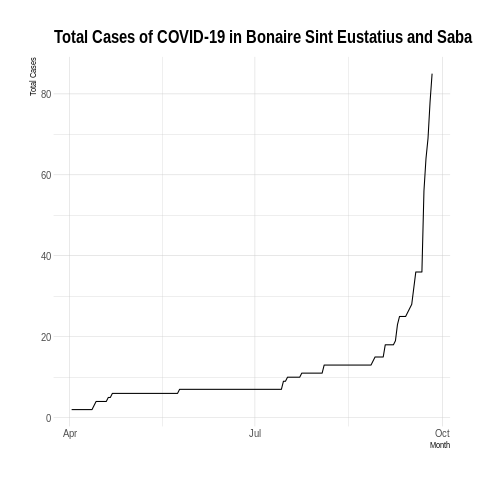 Total Cases of COVID-19 in Bonaire Sint Eustatius and Saba
Total Cases
80
60
40
20
0
Apr
Jul
Oct
Month